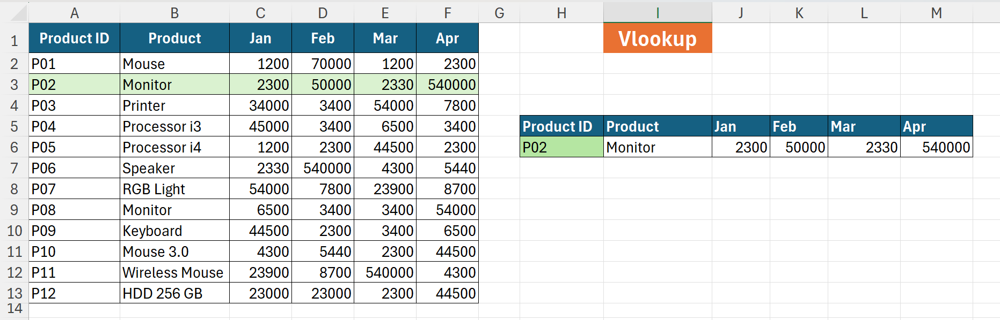 A B C D E F G H I J K L M
1 Product ID Product Jan Feb Mar Apr Vlookup
2 P01 Mouse 1200 70000 1200 2300
3 P02 Monitor 2300 50000 2330 540000
4 P03 Printer 34000 3400 54000 7800
5 P04 Processor i3 45000 3400 6500 3400 Product ID Product Jan Feb Mar Apr
6 P05 Processor i4 1200 2300 44500 2300 P02 Monitor 2300 50000 2330 540000
7 P06 Speaker 2330 540000 4300 5440
8 P07 RGB Light 54000 7800 23900 8700
9 P08 Monitor 6500 3400 3400 54000
10 P09 Keyboard 44500 2300 3400 6500
11 P10 Mouse 3.0 4300 5440 2300 44500
12 P11 Wireless Mouse 23900 8700 540000 4300
13 P12 HDD 256 GB 23000 23000 2300 44500
14